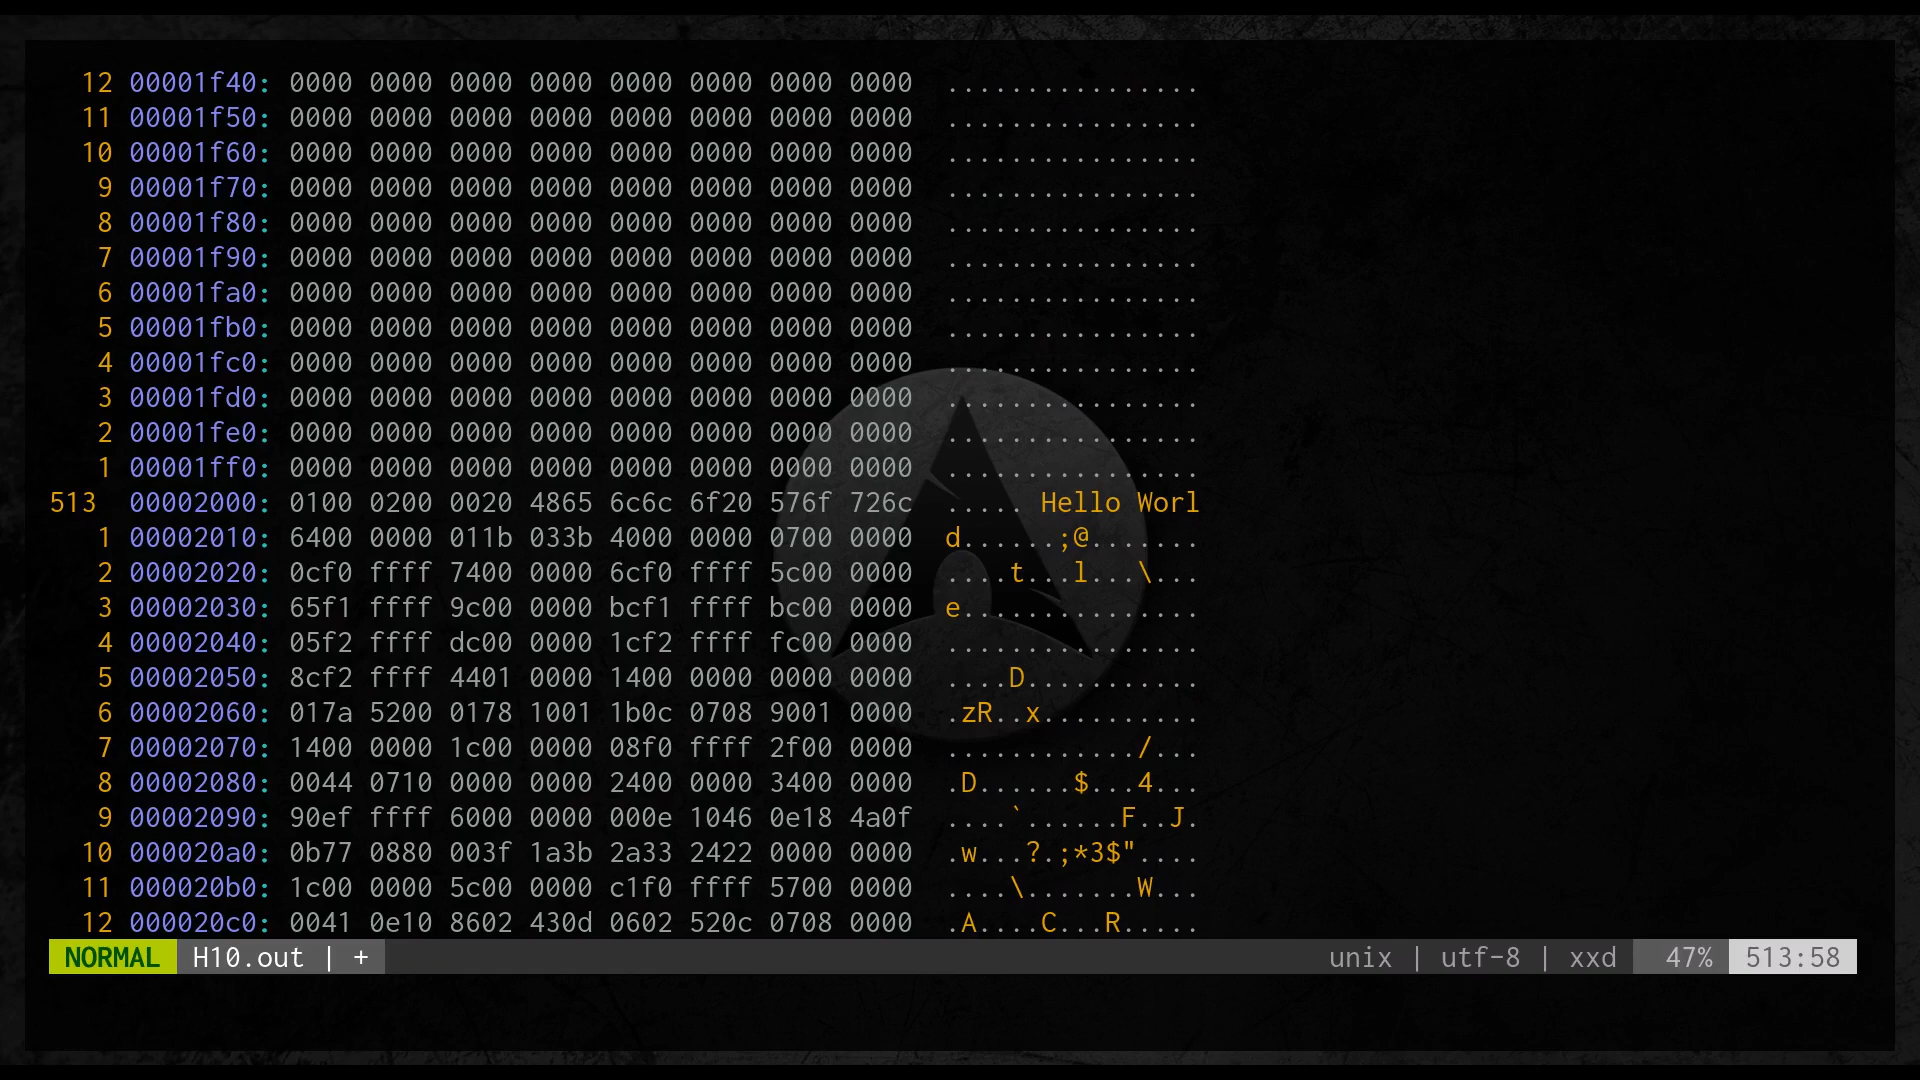 12 00001f40: 0000 0000 0000 0000 0000 0000 0000 0000  ................
11 00001f50: 0000 0000 0000 0000 0000 0000 0000 0000  ................
10 00001f60: 0000 0000 0000 0000 0000 0000 0000 0000  ................
9 00001f70: 0000 0000 0000 0000 0000 0000 0000 0000  ................
8 00001f80: 0000 0000 0000 0000 0000 0000 0000 0000  ................
7 00001f90: 0000 0000 0000 0000 0000 0000 0000 0000  ................
6 00001fa0: 0000 0000 0000 0000 0000 0000 0000 0000  ................
5 00001fb0: 0000 0000 0000 0000 0000 0000 0000 0000  ................
4 00001fc0: 0000 0000 0000 0000 0000 0000 0000 0000  ................
3 00001fd0: 0000 0000 0000 0000 0000 0000 0000 0000  ................
2 00001fe0: 0000 0000 0000 0000 0000 0000 0000 0000  ................
1 00001ff0: 0000 0000 0000 0000 0000 0000 0000 0000  ................
513 00002000: 0100 0200 0020 4865 6c6c 6f20 576f 726c  ..... Hello Worl
1 00002010: 6400 0000 011b 033b 4000 0000 0700 0000  d......;@.......
2 00002020: 0cf0 ffff 7400 0000 6cf0 ffff 5c00 0000  ....t...l...\...
3 00002030: 65f1 ffff 9c00 0000 bcf1 ffff bc00 0000  e...............
4 00002040: 05f2 ffff dc00 0000 1cf2 ffff fc00 0000  ................
5 00002050: 8cf2 ffff 4401 0000 1400 0000 0000 0000  ....D...........
6 00002060: 017a 5200 0178 1001 1b0c 0708 9001 0000  .zR..x..........
7 00002070: 1400 0000 1c00 0000 08f0 ffff 2f00 0000  ............/...
8 00002080: 0044 0710 0000 0000 2400 0000 3400 0000  .D......$...4...
9 00002090: 90ef ffff 6000 0000 000e 1046 0e18 4a0f  ....`......F..J.
10 000020a0: 0b77 0880 003f 1a3b 2a33 2422 0000 0000  .w...?.;*3$"....
11 000020b0: 1c00 0000 5c00 0000 c1f0 ffff 5700 0000  ....\.......W...
12 000020c0: 0041 0e10 8602 430d 0602 520c 0708 0000  .A....C...R.....
NORMAL H10.out | + unix | utf-8 | xxd 47% 513:58